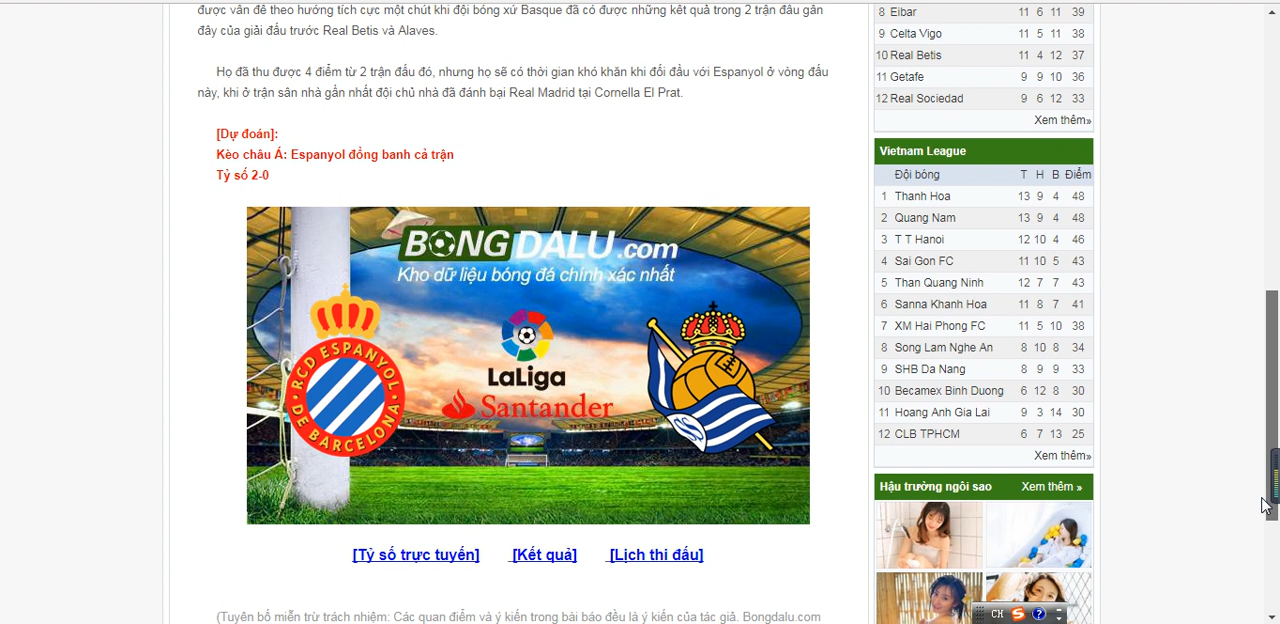 được vấn đề theo hướng tích cực một chút khi đội bóng xứ Basque đã có được những kết quả trong 2 trận đấu gần
đây của giải đấu trước Real Betis và Alaves.
Họ đã thu được 4 điểm từ 2 trận đấu đó, nhưng họ sẽ có thời gian khó khăn khi đối đầu với Espanyol ở vòng đấu
này, khi ở trận sân nhà gần nhất đội chủ nhà đã đánh bại Real Madrid tại Cornella El Prat.
[Dự đoán]:
Kèo châu Á: Espanyol đồng banh cả trận
Tỷ số 2-0
BONGDALU.com
Kho dữ liệu bóng đá chính xác nhất
RCD ESPANYOL
DE BARCELONA
LaLiga
Santander
[Tỷ số trực tuyến] [Kết quả] [Lịch thi đấu]
(Tuyên bố miễn trừ trách nhiệm: Các quan điểm và ý kiến trong bài báo đều là ý kiến của tác giả. Bongdalu.com
8 Eibar 11 6 11 39
9 Celta Vigo 11 5 11 38
10 Real Betis 11 4 12 37
11 Getafe 9 9 10 36
12 Real Sociedad 9 6 12 33
Xem thêm»
Vietnam League
Đội bóng T H B Điểm
1 Thanh Hoa 13 9 4 48
2 Quang Nam 13 9 4 48
3 T T Hanoi 12 10 4 46
4 Sai Gon FC 11 10 5 43
5 Than Quang Ninh 12 7 7 43
6 Sanna Khanh Hoa 11 8 7 41
7 XM Hai Phong FC 11 5 10 38
8 Song Lam Nghe An 8 10 8 34
9 SHB Da Nang 8 9 9 33
10 Becamex Binh Duong 6 12 8 30
11 Hoang Anh Gia Lai 9 3 14 30
12 CLB TPHCM 6 7 13 25
Xem thêm»
Hậu trường ngôi sao Xem thêm »
CH S ?